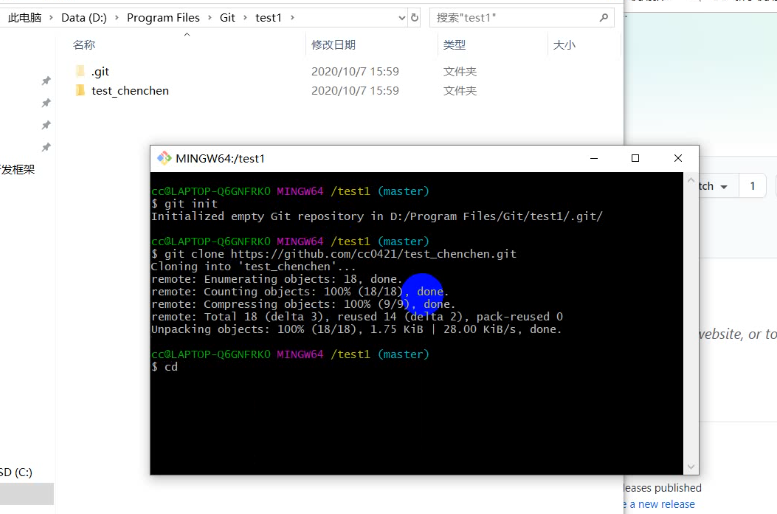 此电脑 > Data (D:) > Program Files > Git > test1 >
搜索"test1"
名称 修改日期 类型 大小
.git 2020/10/7 15:59 文件夹
test_chenchen 2020/10/7 15:59 文件夹
发框架
SD (C:)
MINGW64:/test1
cc@LAPTOP-Q6GNFRKO MINGW64 /test1 (master)
$ git init
Initialized empty Git repository in D:/Program Files/Git/test1/.git/
cc@LAPTOP-Q6GNFRKO MINGW64 /test1 (master)
$ git clone https://github.com/cc0421/test_chenchen.git
Cloning into 'test_chenchen'...
remote: Enumerating objects: 18, done.
remote: Counting objects: 100% (18/18), done.
remote: Compressing objects: 100% (9/9), done.
remote: Total 18 (delta 3), reused 14 (delta 2), pack-reused 0
Unpacking objects: 100% (18/18), 1.75 KiB | 28.00 KiB/s, done.
cc@LAPTOP-Q6GNFRKO MINGW64 /test1 (master)
$ cd
tch 1
website, or to
leases published
e a new release